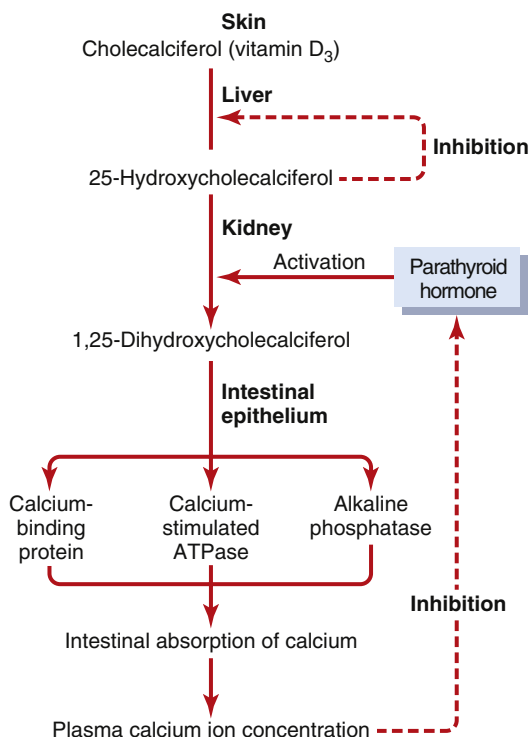 Skin
Cholecalciferol (vitamin D3)
Liver
Inhibition
25-Hydroxycholecalciferol
Kidney
Activation
Parathyroid
hormone
1,25-Dihydroxycholecalciferol
Intestinal
epithelium
Calcium-
binding
protein
Calcium-
stimulated
ATPase
Alkaline
phosphatase
Inhibition
Intestinal absorption of calcium
Plasma calcium ion concentration